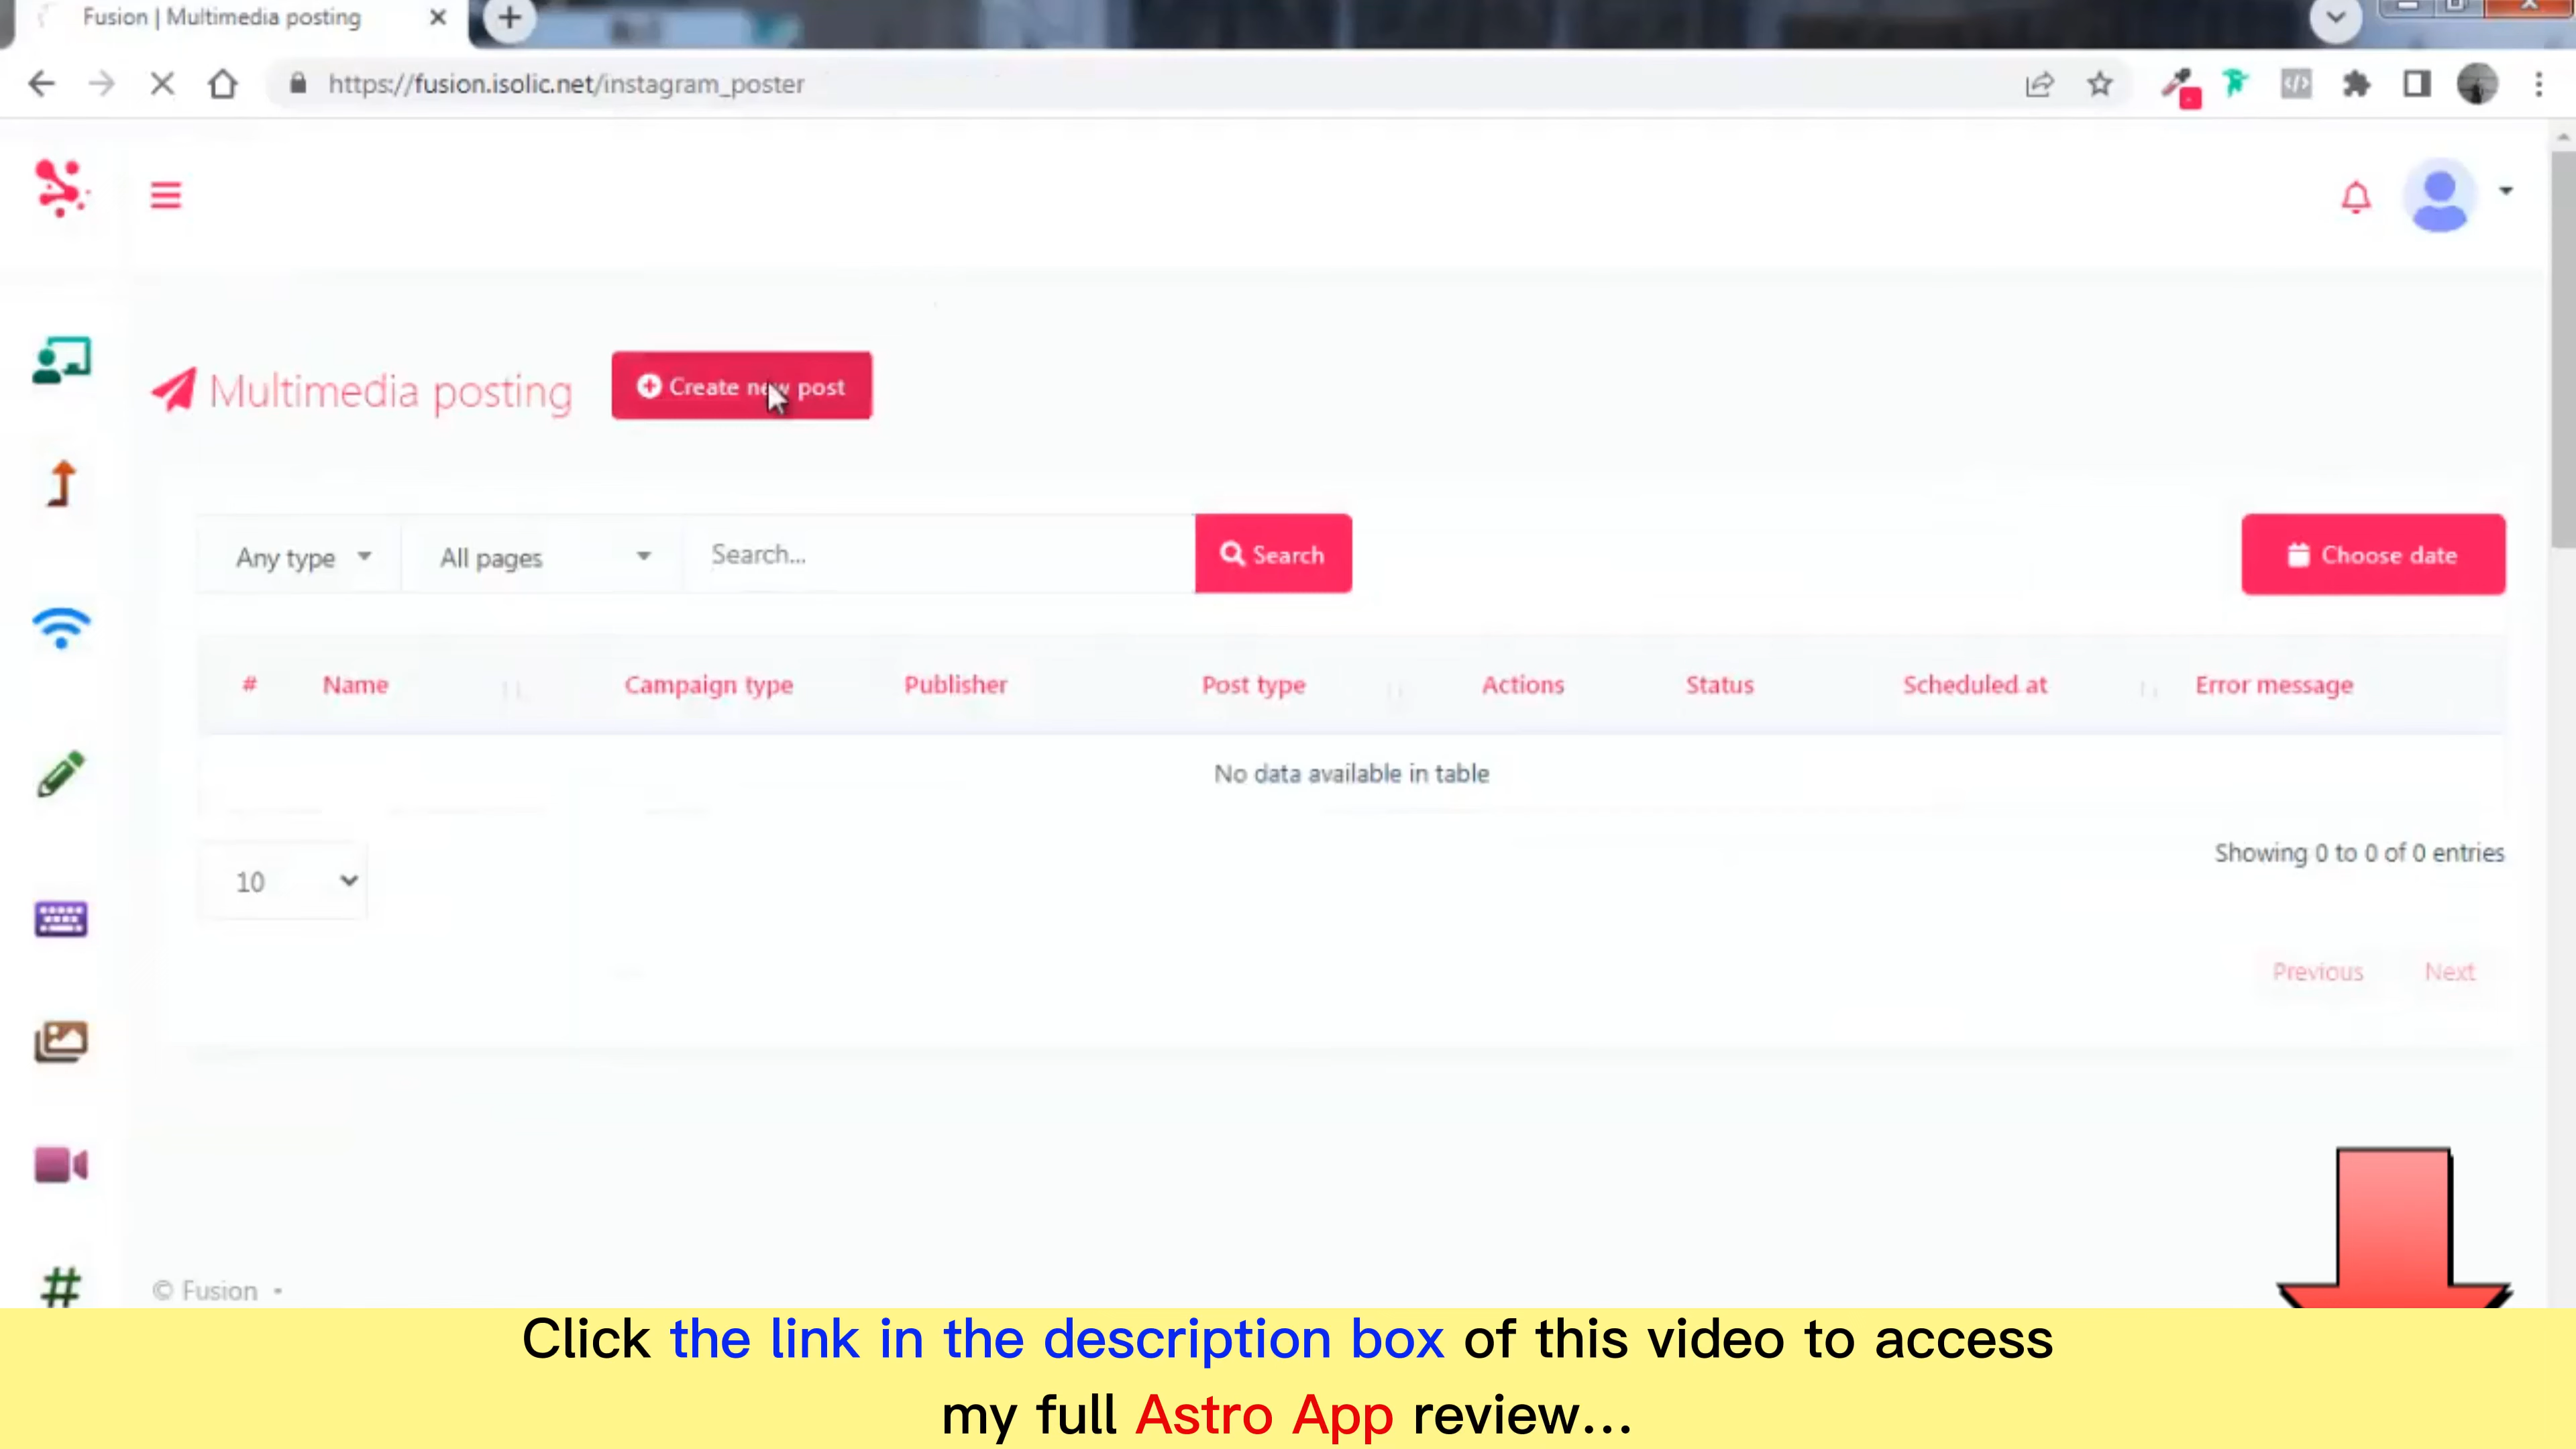 Fusion | Multimedia posting
https://fusion.isolic.net/instagram_poster
Multimedia posting
Create new post
Any type
All pages
Search...
Search
Choose date
# Name Campaign type Publisher Post type Actions Status Scheduled at Error message
No data available in table
Showing 0 to 0 of 0 entries
10
Previous Next
© Fusion -
Click the link in the description box of this video to access
my full Astro App review...